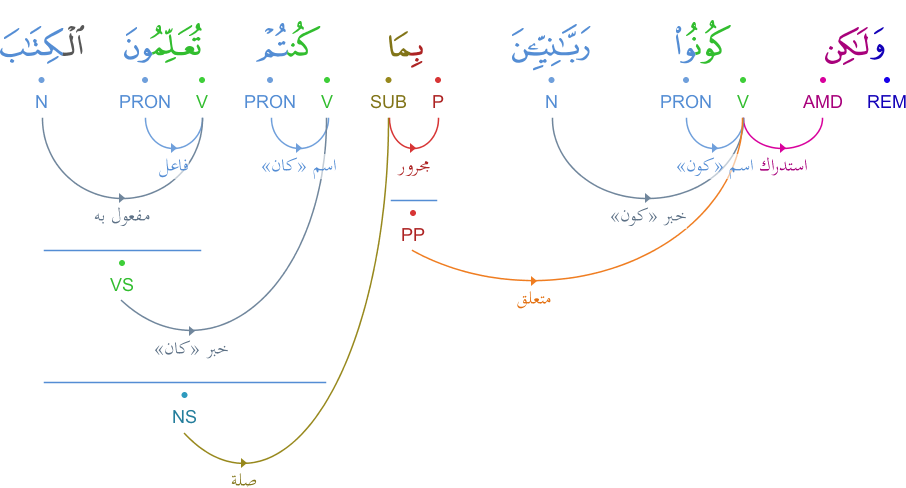 وَلَـٰكِن كُونُوا۟ رَبَّـٰنِيِّـۧنَ بِمَا كُنتُمْ تُعَلِّمُونَ ٱلْكِتَـٰبَ
REM AMD V PRON N P SUB V PRON V PRON N
استدراك اسم «كون» مجرور اسم «كان» فاعل
خبر «كون» مفعول به
PP
VS
متعلق
خبر «كان»
NS
صلة